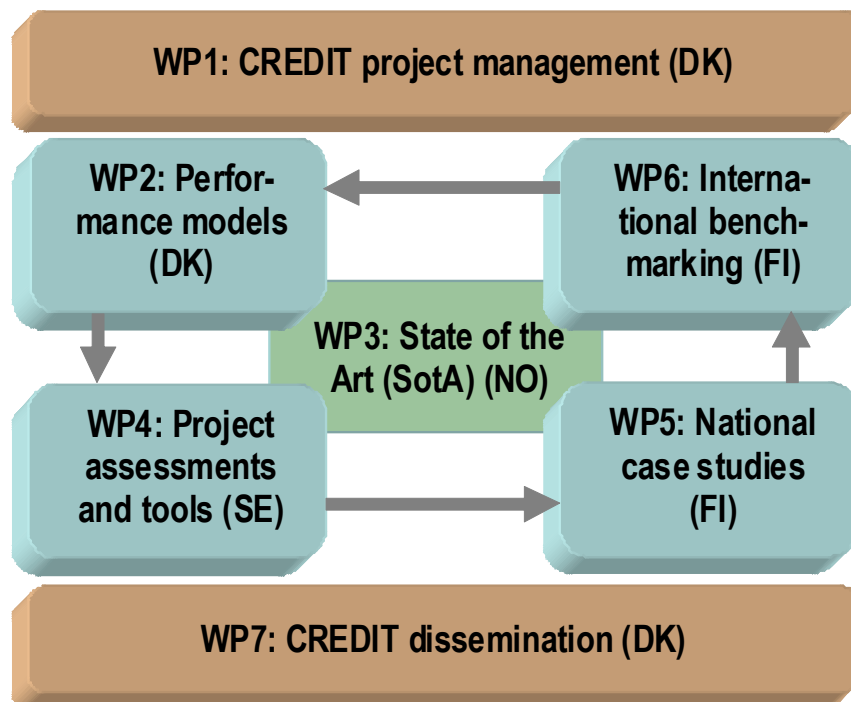 WP1: CREDIT project management (DK)
WP2: Perfor-
mance models
(DK)
WP6: Interna-
tional bench-
marking (FI)
WP3: State of the
Art (SotA) (NO)
WP4: Project
assessments
and tools (SE)
WP5: National
case studies
(FI)
WP7: CREDIT dissemination (DK)